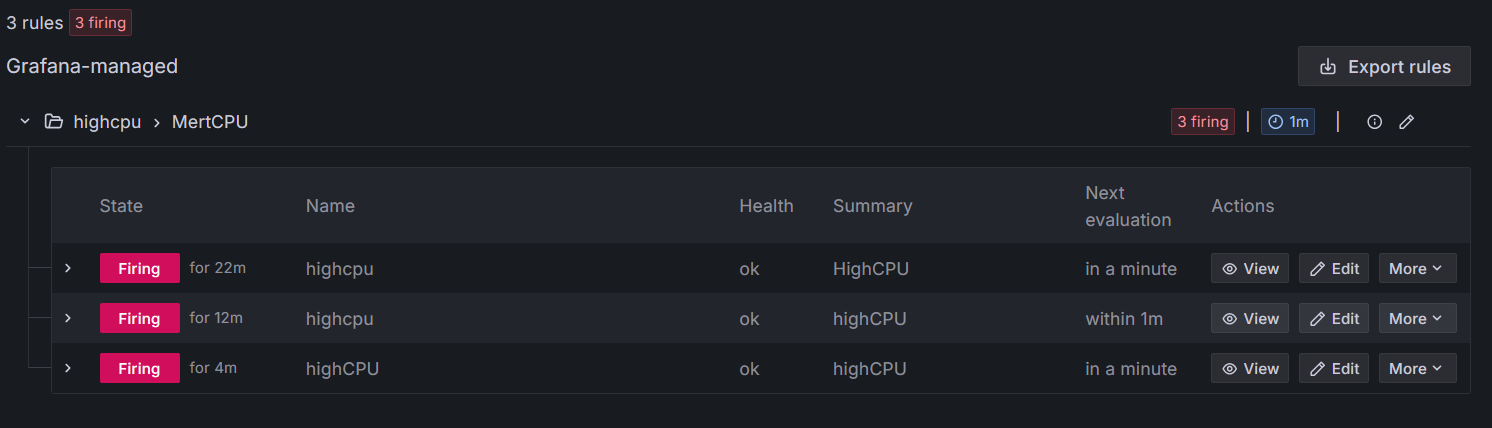 3 rules 3 firing
Grafana-managed
Export rules
highcpu > MertCPU 3 firing | 1m |
State Name Health Summary Next evaluation Actions
Firing for 22m highcpu ok HighCPU in a minute View Edit More
Firing for 12m highcpu ok highCPU within 1m View Edit More
Firing for 4m highCPU ok highCPU in a minute View Edit More